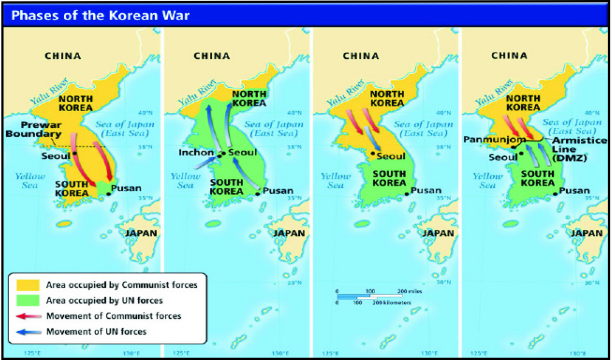 Phases of the Korean War
CHINA
Yalu River
NORTH
KOREA
Sea of Japan
(East Sea)
40°N
Prewar
Boundary
38°N
Seoul
Yellow
Sea
SOUTH
KOREA
Pusan
35°N
JAPAN
125°E
130°E
CHINA
Yalu River
NORTH
KOREA
Sea of Japan
(East Sea)
40°N
38°N
Inchon
Seoul
Yellow
Sea
SOUTH
KOREA
Pusan
35°N
JAPAN
125°E
130°E
CHINA
Yalu River
NORTH
KOREA
Sea of Japan
(East Sea)
40°N
38°N
Seoul
Yellow
Sea
SOUTH
KOREA
Pusan
35°N
JAPAN
0 100 200 miles
0 100 200 kilometers
125°E
130°E
CHINA
Yalu River
NORTH
KOREA
Sea of Japan
(East Sea)
40°N
Panmunjom
Armistice
Line
(DMZ)
38°N
Seoul
Yellow
Sea
SOUTH
KOREA
Pusan
35°N
JAPAN
125°E
130°E
Area occupied by Communist forces
Area occupied by UN forces
Movement of Communist forces
Movement of UN forces